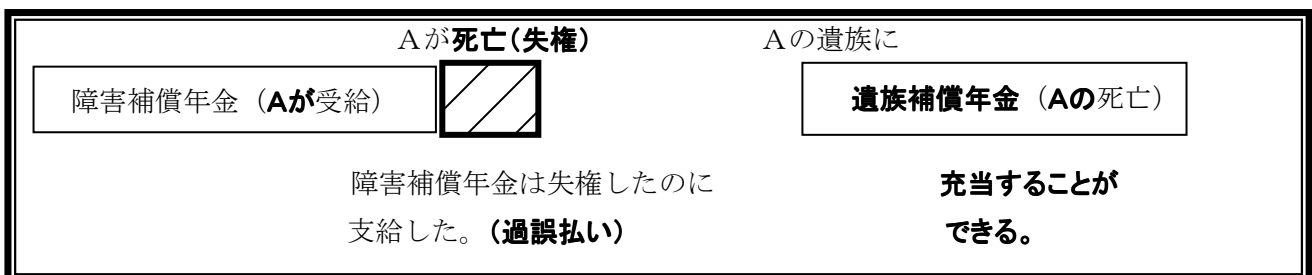 Aが死亡(失権) Aの遺族に
障害補償年金(Aが受給) 遺族補償年金(Aの死亡)
障害補償年金は失権したのに 充当することが
支給した。(過誤払い) できる。